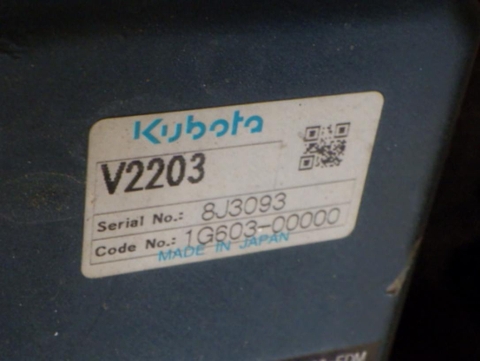 Kubota
V2203
Serial No.: 8J3093
Code No.: 1G603-00000
MADE IN JAPAN